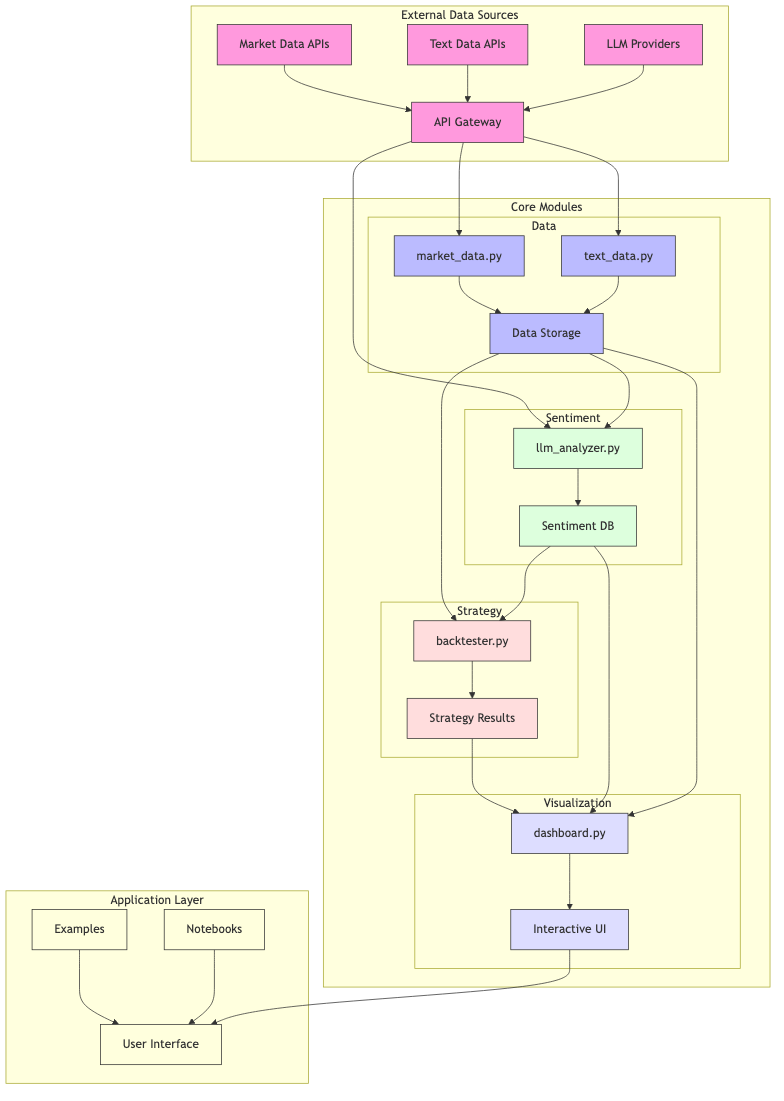 External Data Sources
Market Data APIs
Text Data APIs
LLM Providers
API Gateway
Core Modules
Data
market_data.py
text_data.py
Data Storage
Sentiment
llm_analyzer.py
Sentiment DB
Strategy
backtester.py
Strategy Results
Visualization
dashboard.py
Interactive UI
Application Layer
Examples
Notebooks
User Interface